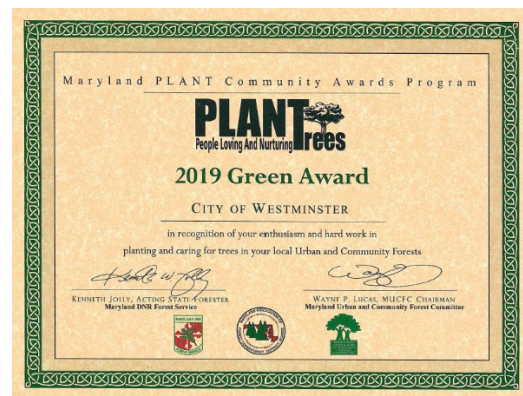 Maryland PLANT Community Awards Program
PLANT
People Loving And Nurturing Trees
2019 Green Award
CITY OF WESTMINSTER
in recognition of your enthusiasm and hard work in
planting and caring for trees in your local Urban and Community Forests
KENNETH JOLLY, ACTING STATE FORESTER
Maryland DNR Forest Service
WAYNE P. LUCAS, MUCFC CHAIRMAN
Maryland Urban and Community Forest Committee